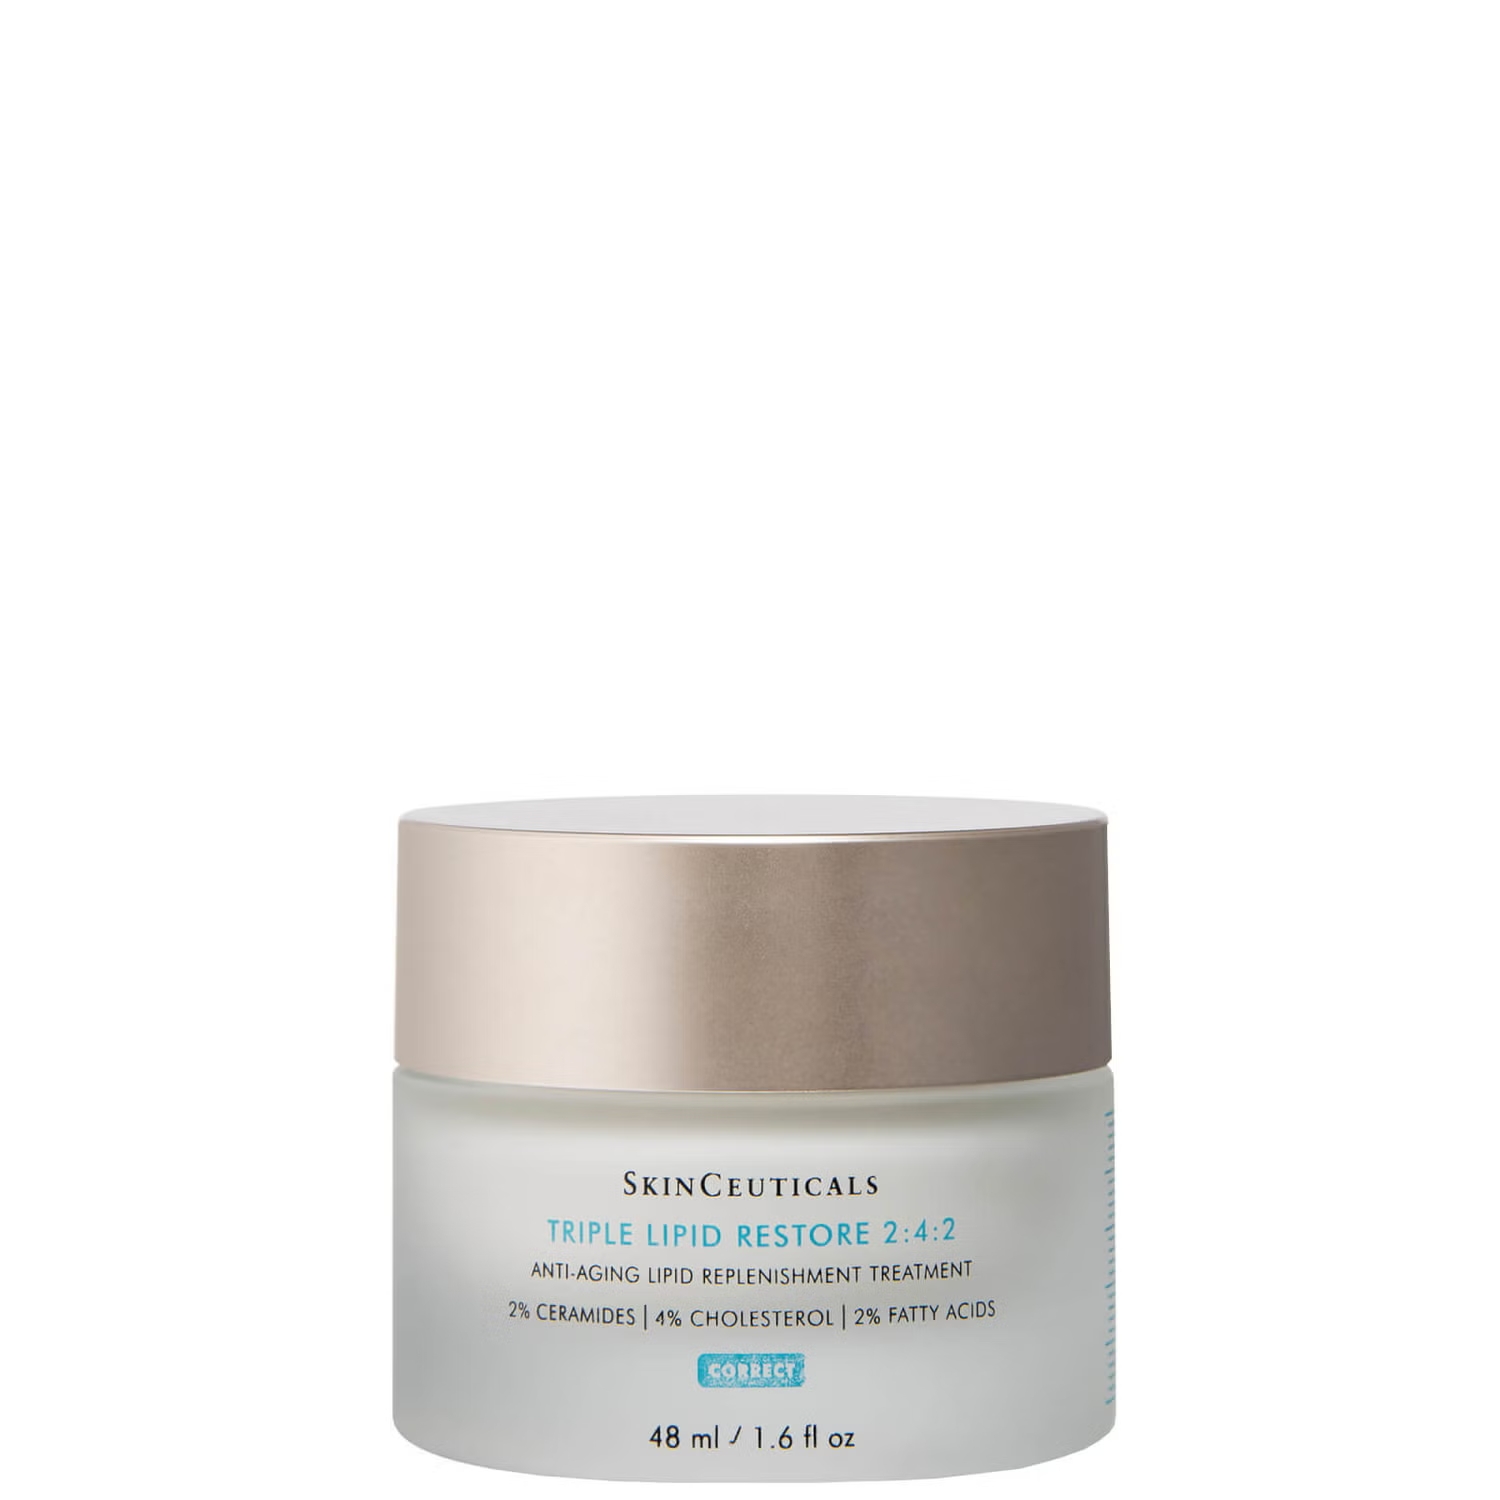 SKINCEUTICALS
TRIPLE LIPID RESTORE 2:4:2
ANTI-AGING LIPID REPLENISHMENT TREATMENT
2% CERAMIDES | 4% CHOLESTEROL | 2% FATTY ACIDS
CORRECT
48 ml / 1.6 fl oz